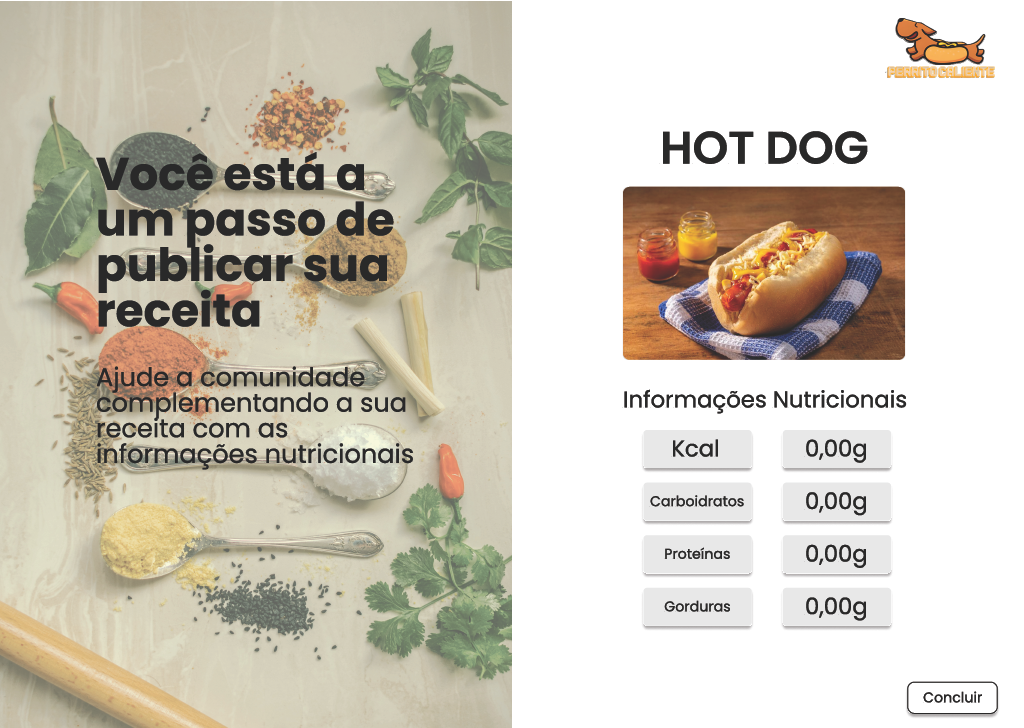 Você está a
um passo de
publicar sua
receita
Ajude a comunidade
complementando a sua
receita com as
informações nutricionais
PERRITO CALIENTE
HOT DOG
Informações Nutricionais
Kcal 0,00g
Carboidratos 0,00g
Proteínas 0,00g
Gorduras 0,00g
Concluir